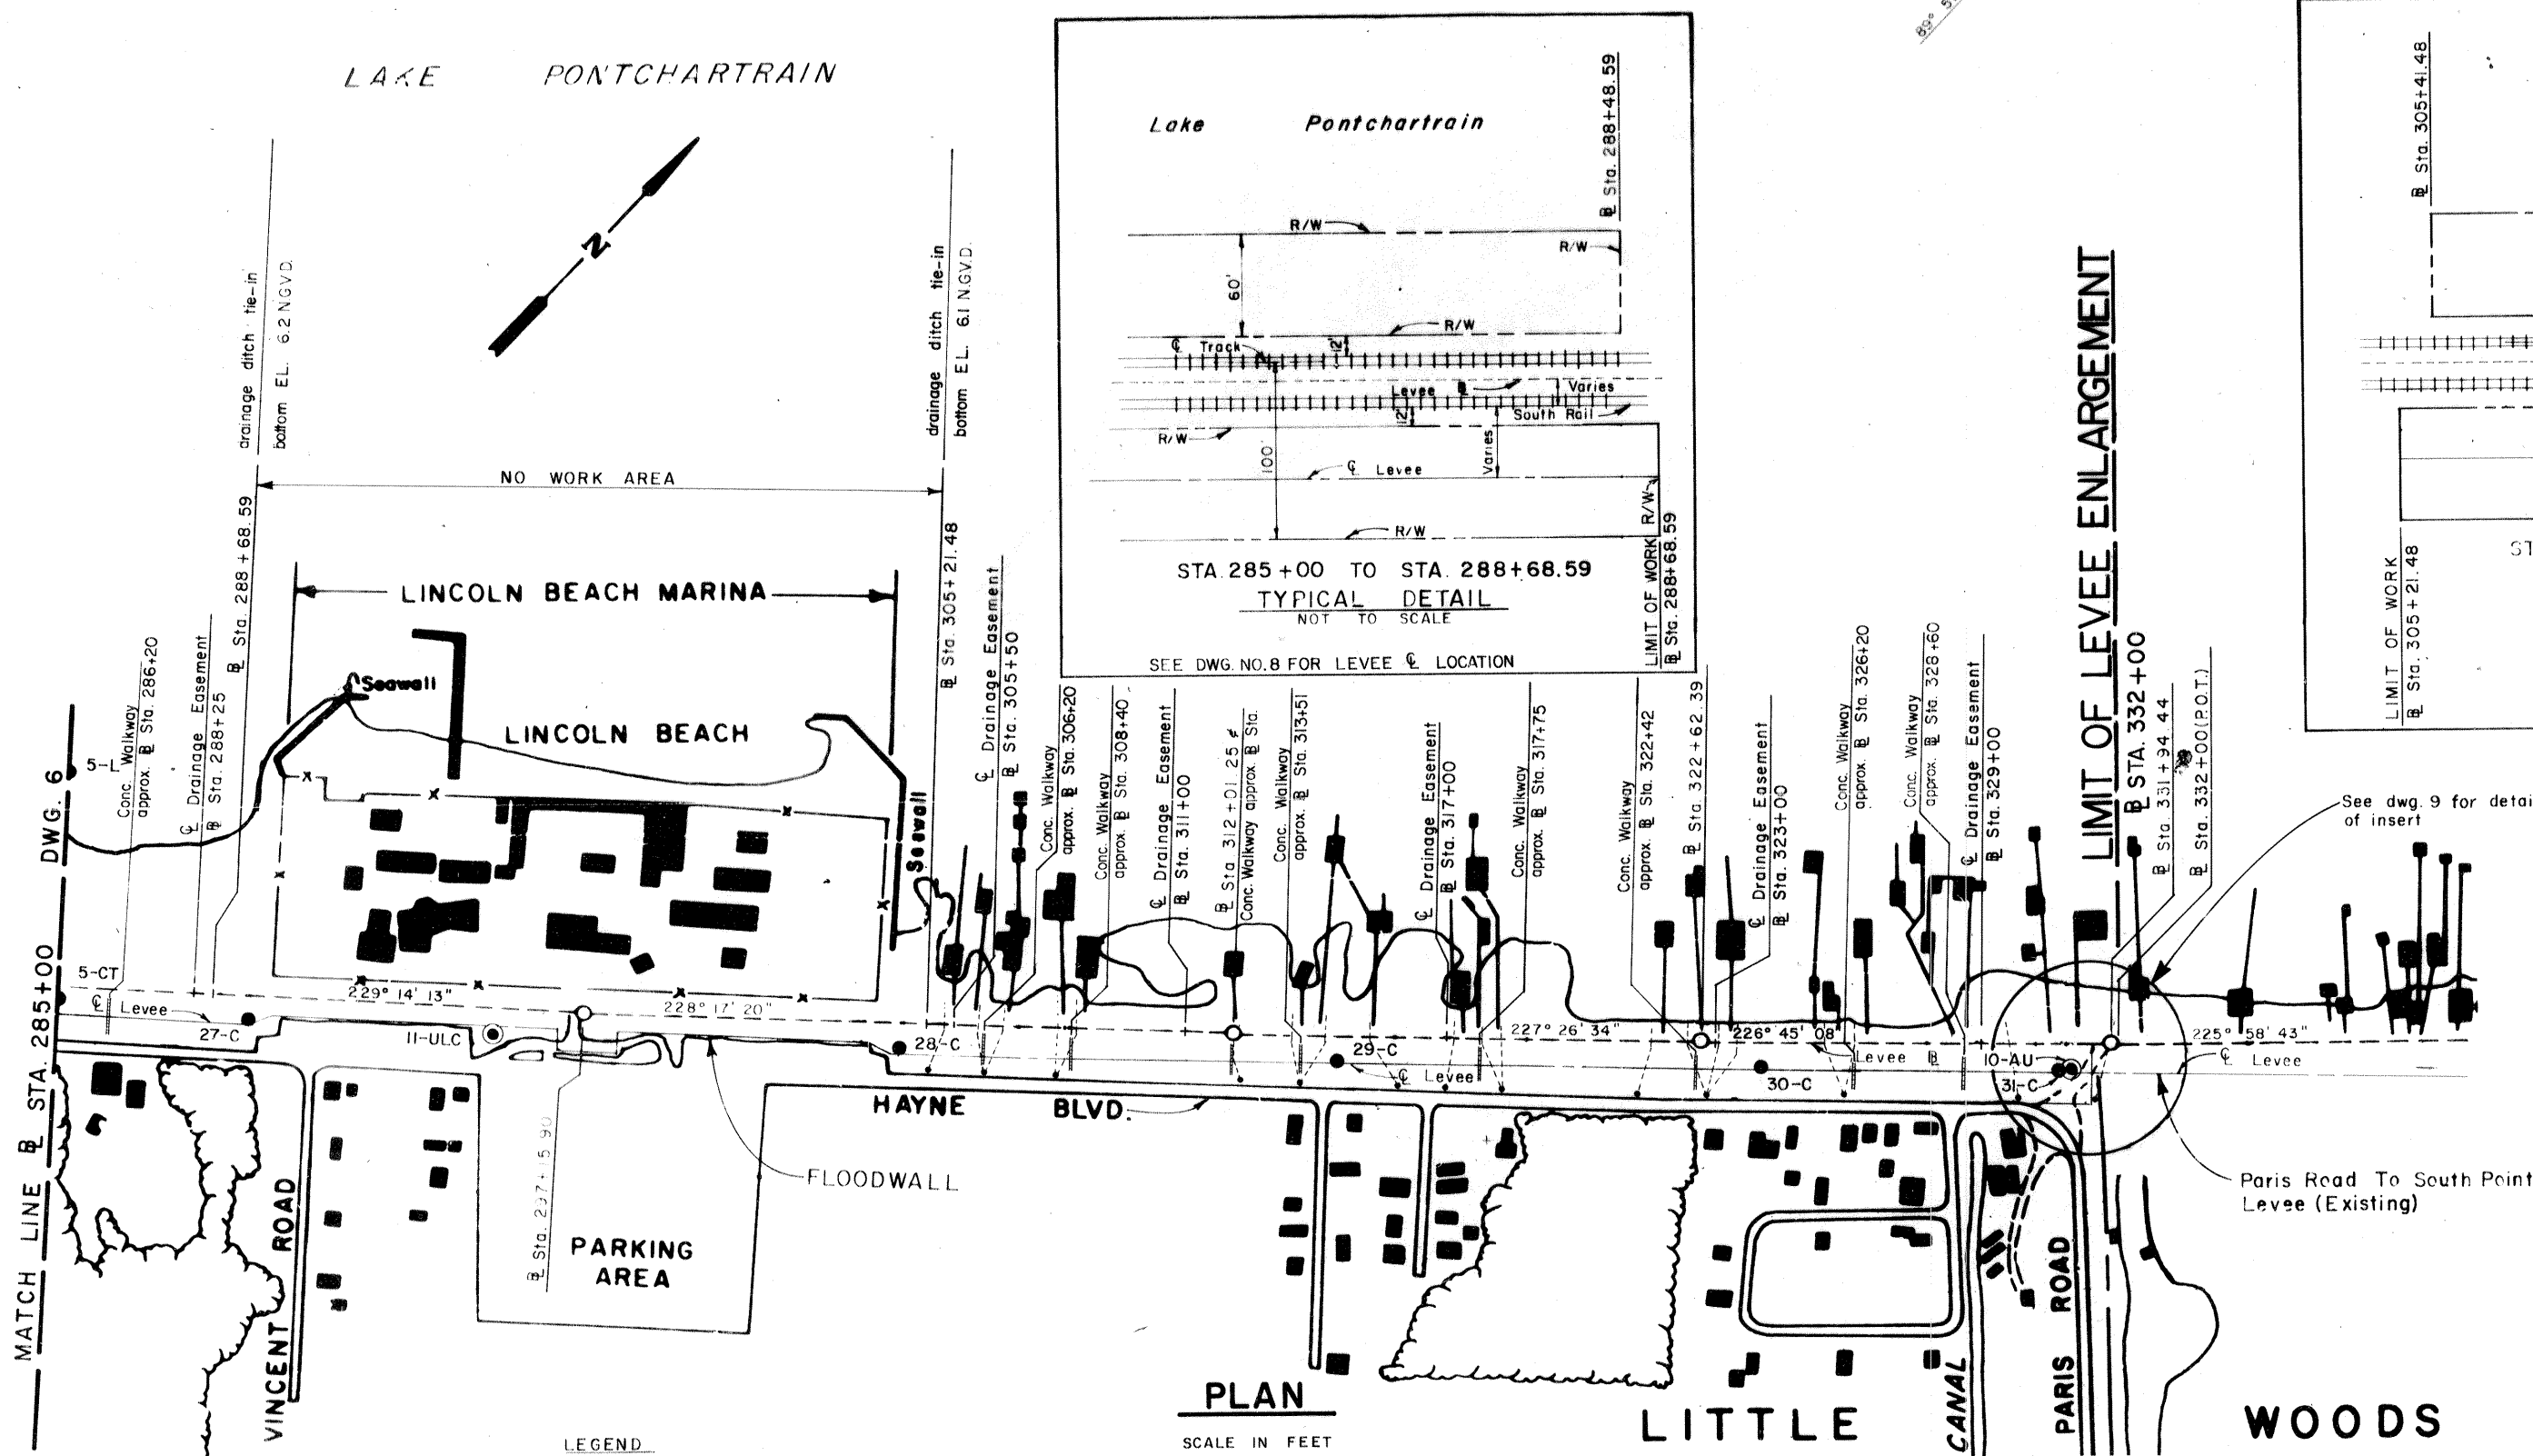 LAKE PONTCHARTRAIN
N
drainage ditch tie-in
bottom EL. 6.2 N.G.V.D.
drainage ditch tie-in
bottom EL. 6.1 N.G.V.D.
NO WORK AREA
℄ Sta. 288+68.59
B̲L̲ Sta. 305+21.48
LINCOLN BEACH MARINA
Seawall
LINCOLN BEACH
Seawall
Lake Pontchartrain
B̲L̲ Sta. 288+48.59
R/W
R/W
60'
R/W
℄ Track
12'
Levee B̲L̲
Varies
South Rail
12'
R/W
100'
℄ Levee
Varies
R/W
R/W
LIMIT OF WORK
B̲L̲ Sta. 288+68.59
STA. 285+00 TO STA. 288+68.59
TYPICAL DETAIL
NOT TO SCALE
SEE DWG. NO. 8 FOR LEVEE ℄ LOCATION
B̲L̲ Sta. 305+41.48
LIMIT OF WORK
B̲L̲ Sta. 305+21.48
ST
MATCH LINE B̲L̲ STA. 285+00 DWG. 6
5-L
Conc. Walkway
approx. B̲L̲ Sta. 286+20
℄ Drainage Easement
B̲L̲ Sta. 288+25
℄ Drainage Easement
B̲L̲ Sta. 305+50
Conc. Walkway
approx. B̲L̲ Sta. 306+20
Conc. Walkway
approx. B̲L̲ Sta. 308+40
℄ Drainage Easement
B̲L̲ Sta. 311+00
B̲L̲ Sta 312+01.25 ≠
Conc. Walkway approx. B̲L̲ Sta.
Conc. Walkway
approx. B̲L̲ Sta. 313+51
℄ Drainage Easement
B̲L̲ Sta. 317+00
Conc. Walkway
approx. B̲L̲ Sta. 317+75
Conc. Walkway
approx. B̲L̲ Sta. 322+42
B̲L̲ Sta. 322+62.39
℄ Drainage Easement
B̲L̲ Sta. 323+00
Conc. Walkway
approx. B̲L̲ Sta. 326+20
Conc. Walkway
approx. B̲L̲ Sta. 328+60
℄ Drainage Easement
B̲L̲ Sta. 329+00
LIMIT OF LEVEE ENLARGEMENT
B̲L̲ STA. 332+00
B̲L̲ Sta. 331+94.44
B̲L̲ Sta. 332+00 (P.O.T.)
See dwg. 9 for detai
of insert
5-CT
℄ Levee
27-C
229° 14' 13"
11-ULC
228° 17' 20"
28-C
29-C
℄ Levee
227° 26' 34"
226° 45' 08"
30-C
Levee B̲L̲
10-AU
31-C
225° 58' 43"
℄ Levee
HAYNE BLVD.
FLOODWALL
Paris Road To South Point
Levee (Existing)
B̲L̲ Sta. 297+15.90
PARKING
AREA
VINCENT ROAD
CANAL
PARIS ROAD
PLAN
SCALE IN FEET
LEGEND
LITTLE WOODS